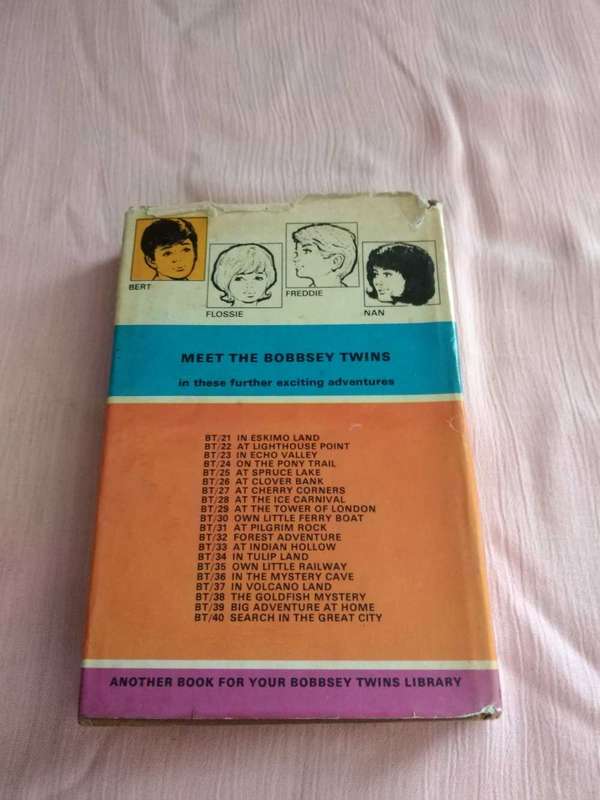 BERT
FLOSSIE
FREDDIE
NAN
MEET THE BOBBSEY TWINS
in these further exciting adventures
BT/21 IN ESKIMO LAND
BT/22 AT LIGHTHOUSE POINT
BT/23 IN ECHO VALLEY
BT/24 ON THE PONY TRAIL
BT/25 AT SPRUCE LAKE
BT/26 AT CLOVER BANK
BT/27 AT CHERRY CORNERS
BT/28 AT THE ICE CARNIVAL
BT/29 AT THE TOWER OF LONDON
BT/30 OWN LITTLE FERRY BOAT
BT/31 AT PILGRIM ROCK
BT/32 FOREST ADVENTURE
BT/33 AT INDIAN HOLLOW
BT/34 IN TULIP LAND
BT/35 OWN LITTLE RAILWAY
BT/36 IN THE MYSTERY CAVE
BT/37 IN VOLCANO LAND
BT/38 THE GOLDFISH MYSTERY
BT/39 BIG ADVENTURE AT HOME
BT/40 SEARCH IN THE GREAT CITY
ANOTHER BOOK FOR YOUR BOBBSEY TWINS LIBRARY